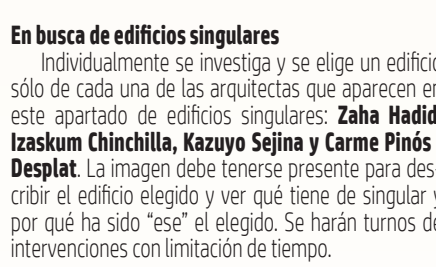 En busca de edificios singulares
Individualmente se investiga y se elige un edificio
sólo de cada una de las arquitectas que aparecen en
este apartado de edificios singulares: Zaha Hadid
Izaskum Chinchilla, Kazuyo Sejina y Carme Pinós
Desplat. La imagen debe tenerse presente para des-
cribir el edificio elegido y ver qué tiene de singular y
por qué ha sido “ese” el elegido. Se harán turnos de
intervenciones con limitación de tiempo.